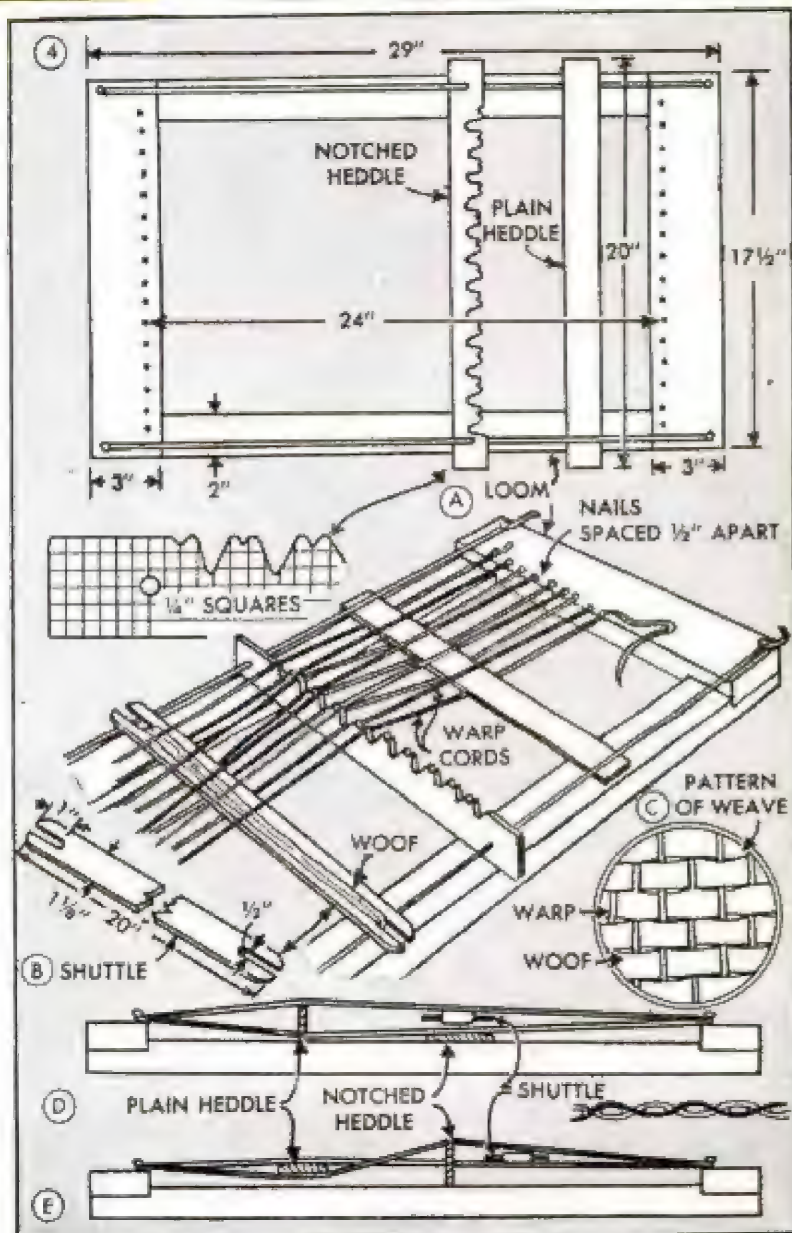 4
29"
NOTCHED
HEDDLE
PLAIN
HEDDLE
20"
17½"
24"
3"
2"
3"
A LOOM
NAILS
SPACED ½" APART
¼" SQUARES
WARP
CORDS
PATTERN
C OF WEAVE
WOOF
1"
1⅛"
20"
½"
WARP
WOOF
B SHUTTLE
D
PLAIN HEDDLE
NOTCHED
HEDDLE
SHUTTLE
E